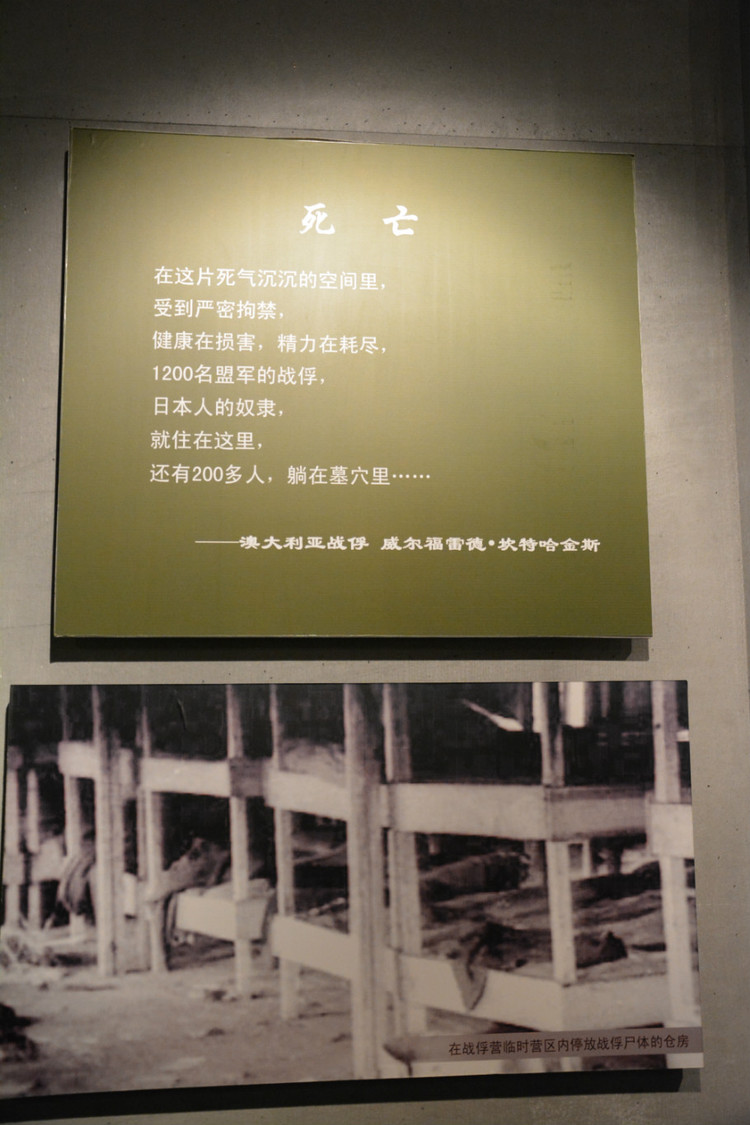 死 亡
在这片死气沉沉的空间里，
受到严密拘禁，
健康在损害，精力在耗尽，
1200名盟军的战俘，
日本人的奴隶，
就住在这里，
还有200多人，躺在墓穴里……
——澳大利亚战俘 威尔福雷德•坎特哈金斯
在战俘营临时营区内停放战俘尸体的仓房